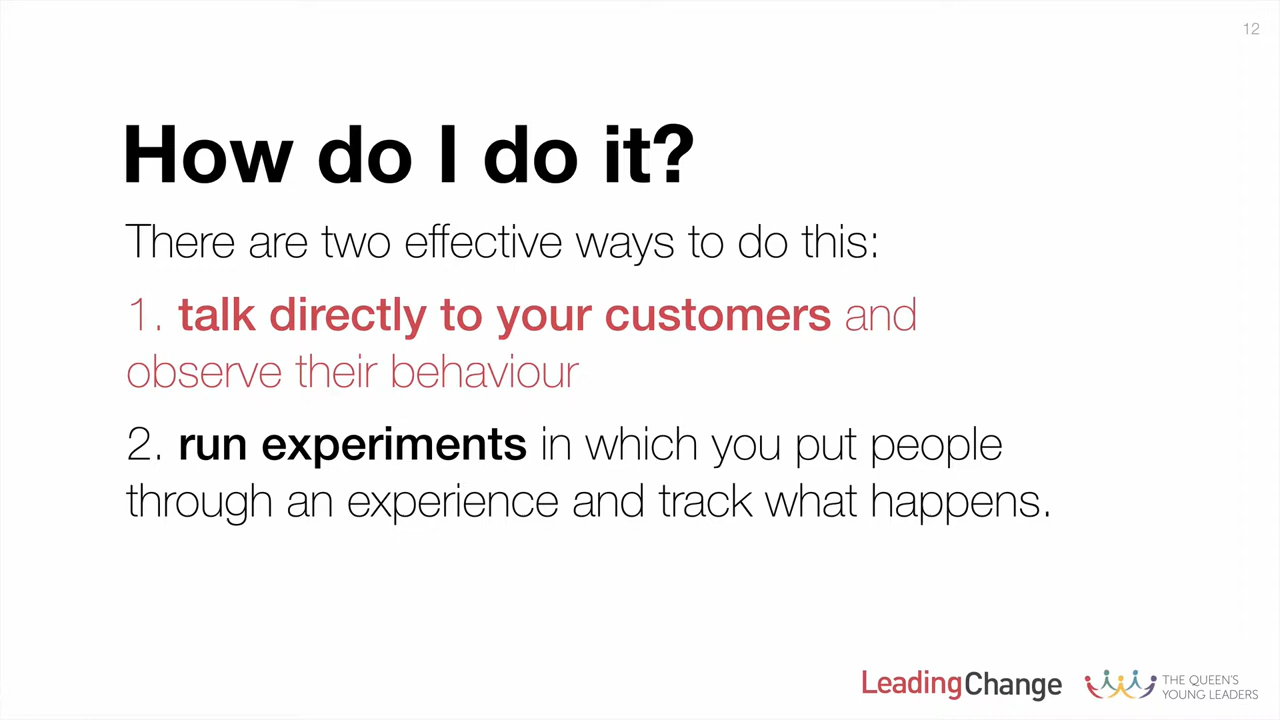 12
How do I do it?
There are two effective ways to do this:
1. talk directly to your customers and
observe their behaviour
2. run experiments in which you put people
through an experience and track what happens.
LeadingChange
THE QUEEN'S
YOUNG LEADERS